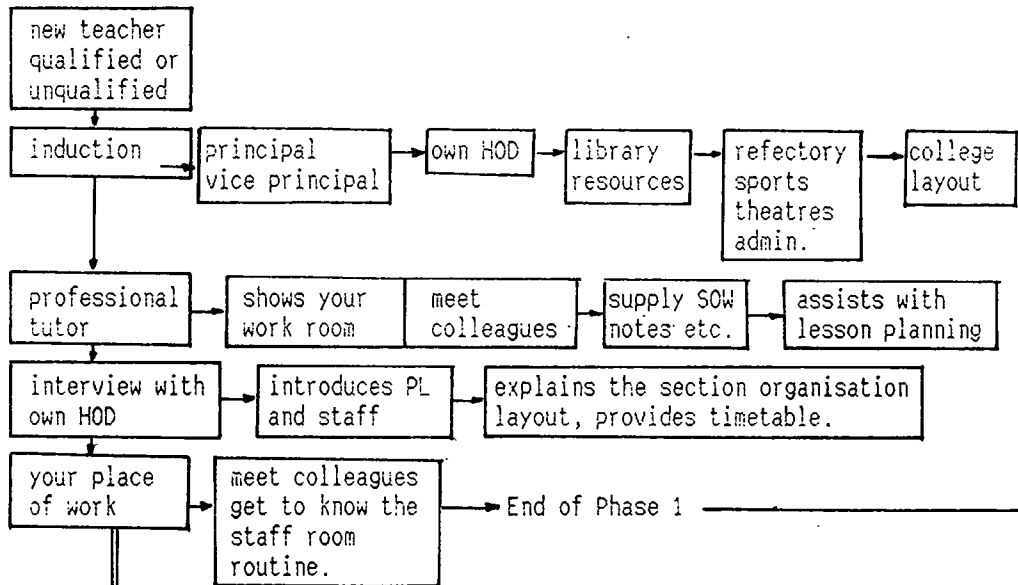 new teacher
qualified or
unqualified
induction
principal
vice principal
own HOD
library
resources
refectory
sports
theatres
admin.
college
layout
professional
tutor
shows your
work room
meet
colleagues
supply SOW
notes etc.
assists with
lesson planning
interview with
own HOD
introduces PL
and staff
explains the section organisation
layout, provides timetable.
your place
of work
meet colleagues
get to know the
staff room
routine.
End of Phase 1